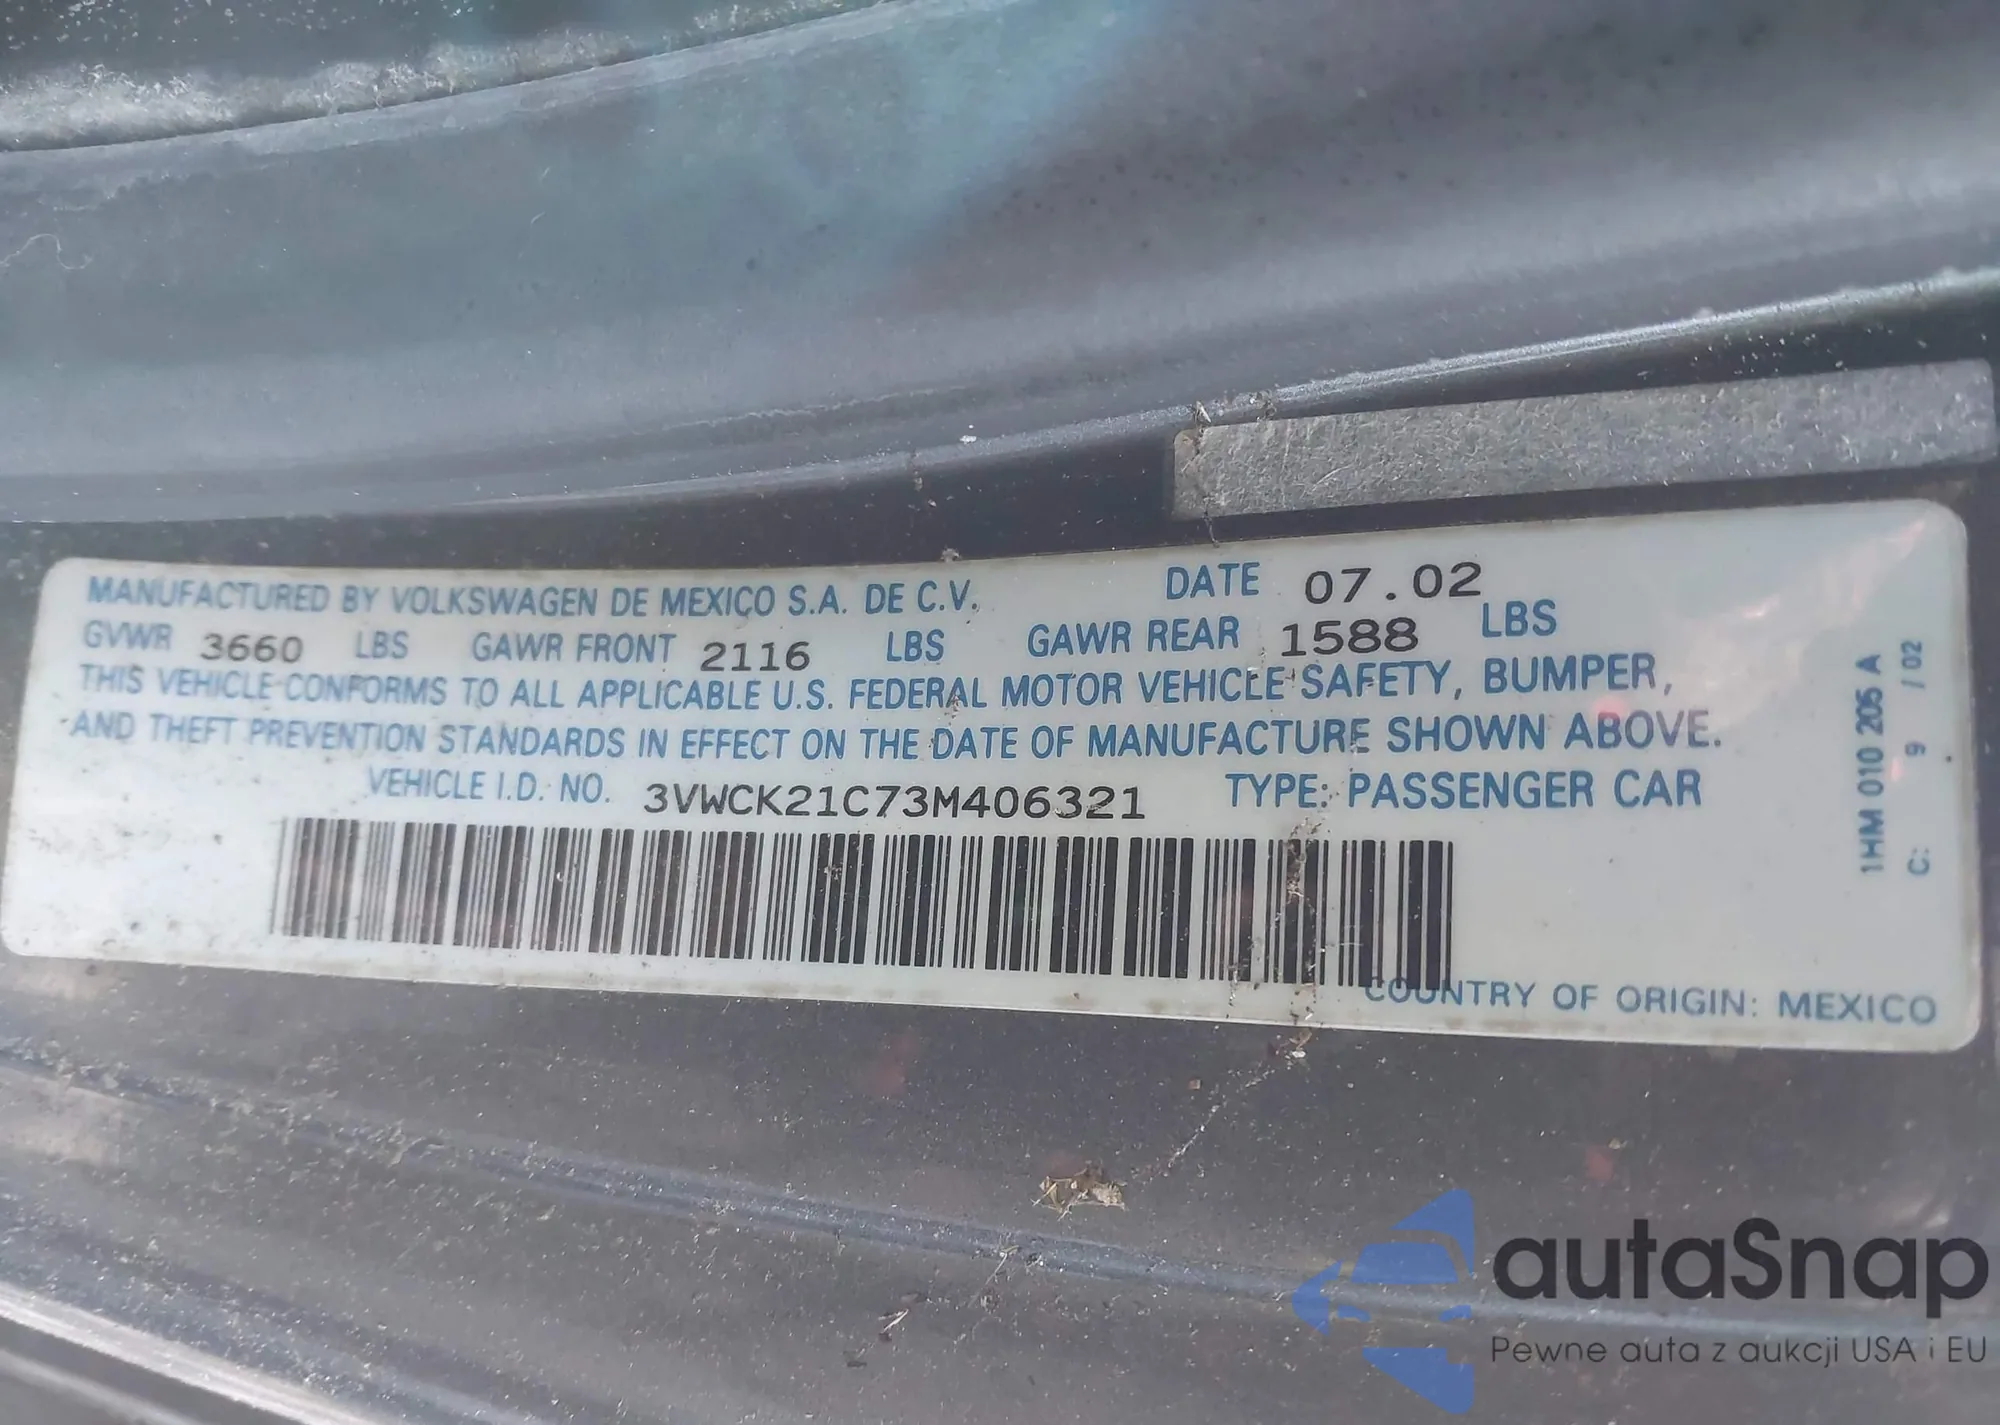 MANUFACTURED BY VOLKSWAGEN DE MEXICO S.A. DE C.V. DATE 07.02
GVWR 3660 LBS GAWR FRONT 2116 LBS GAWR REAR 1588 LBS
THIS VEHICLE CONFORMS TO ALL APPLICABLE U.S. FEDERAL MOTOR VEHICLE SAFETY, BUMPER,
AND THEFT PREVENTION STANDARDS IN EFFECT ON THE DATE OF MANUFACTURE SHOWN ABOVE.
VEHICLE I.D. NO. 3VWCK21C73M406321 TYPE: PASSENGER CAR
COUNTRY OF ORIGIN: MEXICO
1HM 010 205 A
C: 9 /02
autaSnap
Pewne auta z aukcji USA i EU